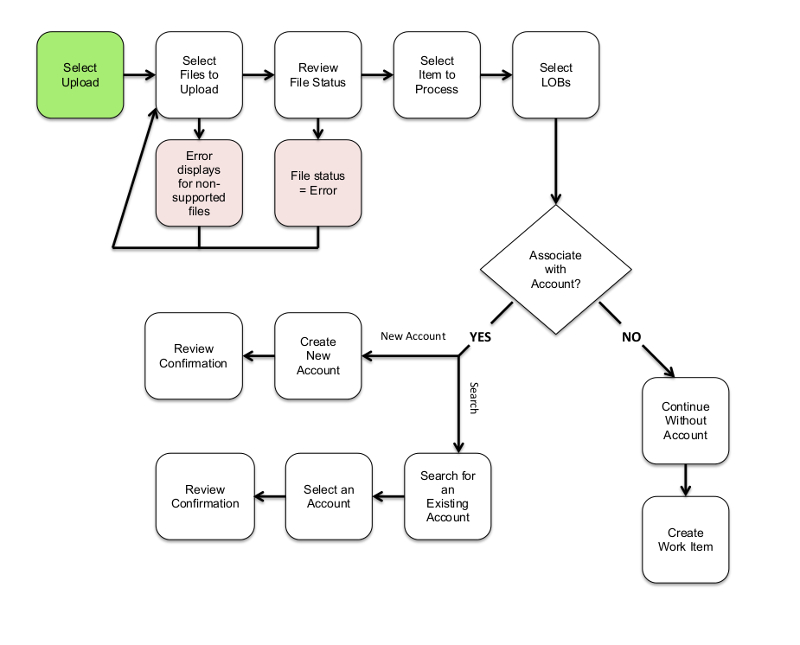 Select
Upload
Select
Files to
Upload
Review
File Status
Select
Item to
Process
Select
LOBs
Error
displays
for non-
supported
files
File status
= Error
Associate
with
Account?
YES
NO
New Account
Search
Create
New
Account
Review
Confirmation
Search for
an
Existing
Account
Select an
Account
Review
Confirmation
Continue
Without
Account
Create
Work Item